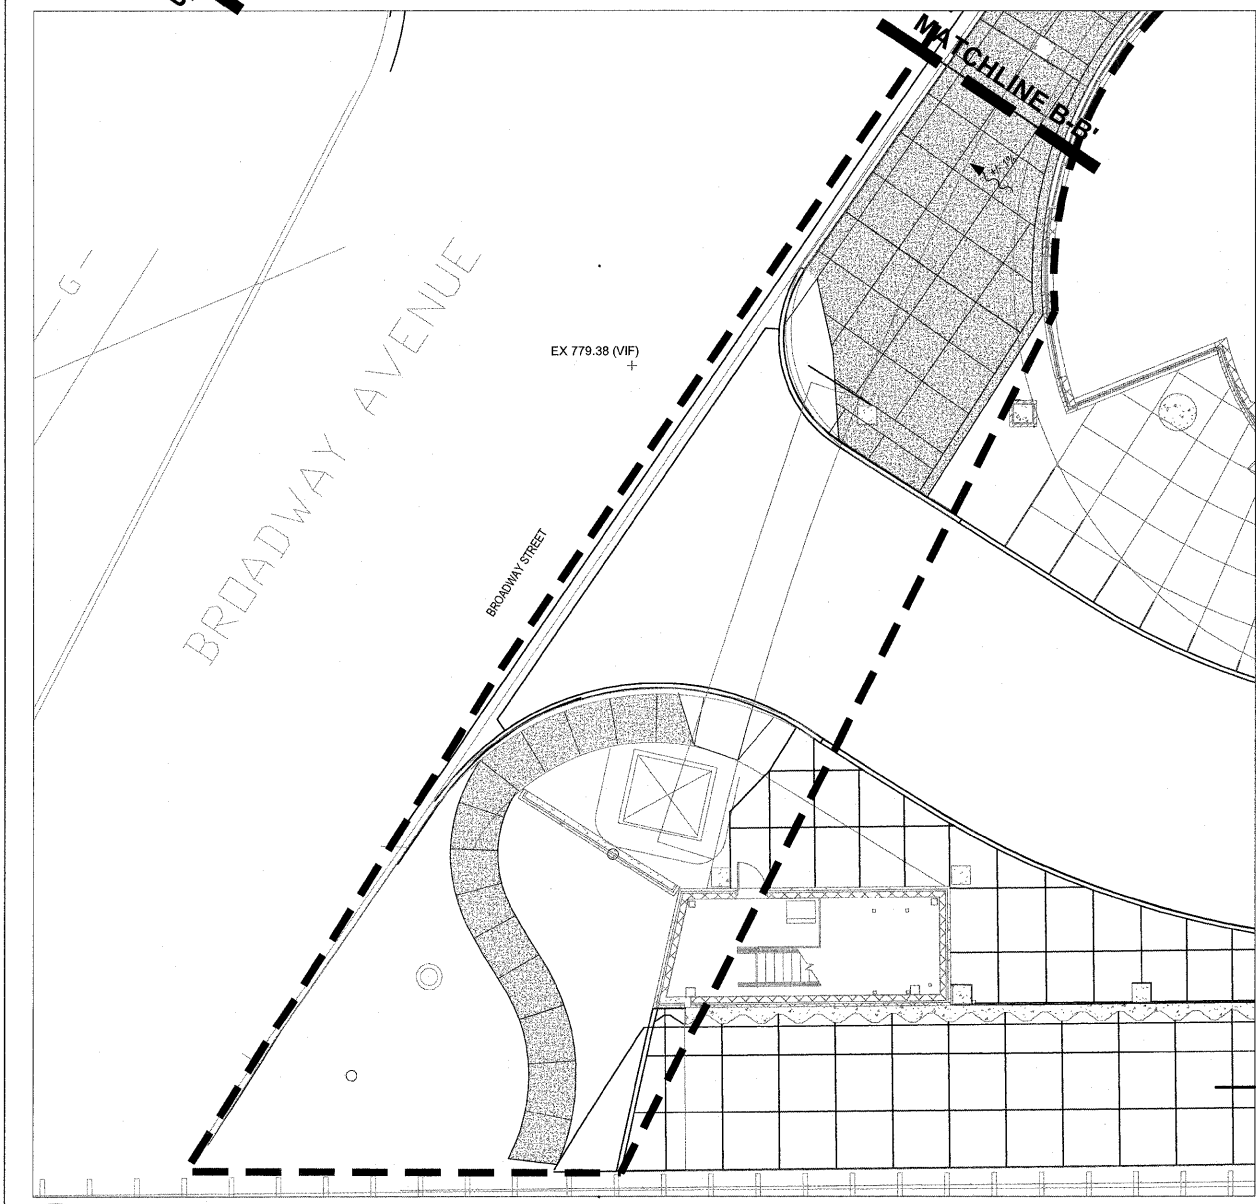 MATCHLINE B-B'
- G -
BROADWAY AVENUE
EX 779.38 (VIF)
BROADWAY STREET